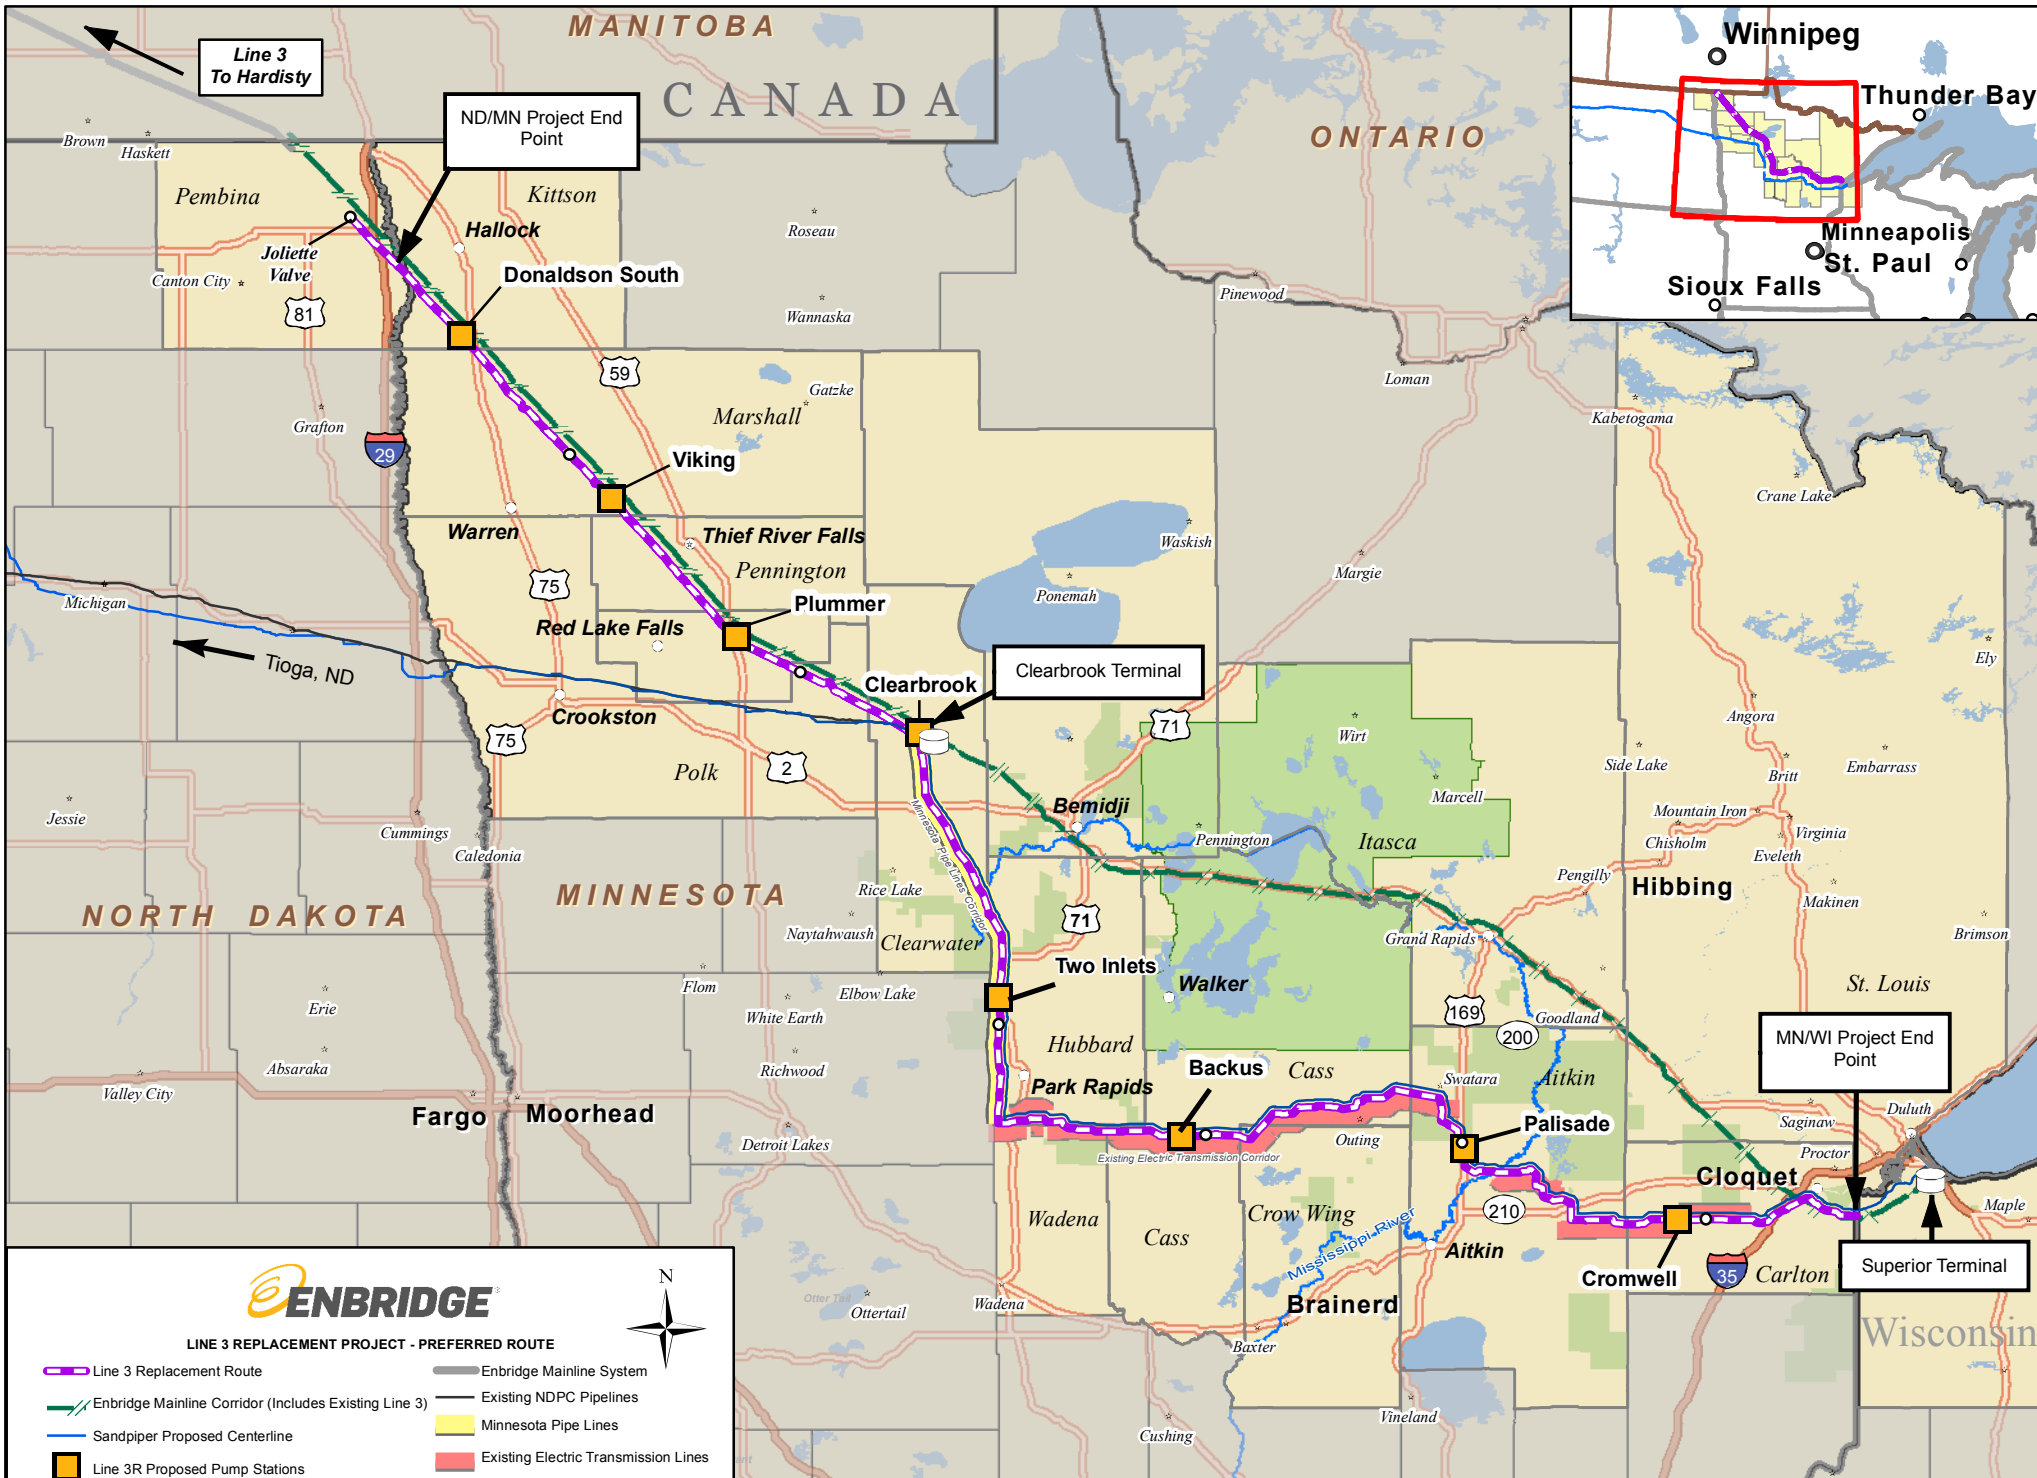 MANITOBA
CANADA
ONTARIO
Line 3
To Hardisty
ND/MN Project End
Point
Winnipeg
Thunder Bay
Minneapolis
St. Paul
Sioux Falls
Brown
Haskett
Pembina
Kittson
Hallock
Roseau
Joliette
Valve
Donaldson South
Canton City
81
Wannaska
Pinewood
59
Loman
Gatzke
Marshall
Kabetogama
Grafton
29
Viking
Crane Lake
Warren
Thief River Falls
Waskish
Pennington
75
Ponemah
Margie
Michigan
Plummer
Red Lake Falls
Ely
Tioga, ND
Clearbrook Terminal
Clearbrook
Crookston
71
Angora
75
Wirt
Side Lake
Embarrass
Polk
2
Britt
Marcell
Jessie
Bemidji
Mountain Iron
Cummings
Virginia
Pennington
Itasca
Chisholm
Caledonia
Eveleth
Minnesota Pipe Lines Corridor
Rice Lake
Pengilly
Hibbing
MINNESOTA
NORTH DAKOTA
71
Makinen
Naytahwaush
Clearwater
Grand Rapids
Brimson
Two Inlets
Flom
Elbow Lake
Walker
St. Louis
Erie
White Earth
169
Goodland
200
MN/WI Project End
Point
Hubbard
Absaraka
Richwood
Backus
Cass
Aitkin
Swatara
Valley City
Park Rapids
Fargo
Moorhead
Duluth
Saginaw
Detroit Lakes
Outing
Palisade
Existing Electric Transmission Corridor
Proctor
Cloquet
Wadena
Crow Wing
210
Maple
Cass
Mississippi River
Aitkin
Superior Terminal
Cromwell
35
Carlton
Otter Tail
Ottertail
Wadena
Brainerd
Baxter
Wisconsin
Vineland
Cushing
ENBRIDGE
N
LINE 3 REPLACEMENT PROJECT - PREFERRED ROUTE
Line 3 Replacement Route
Enbridge Mainline System
Enbridge Mainline Corridor (Includes Existing Line 3)
Existing NDPC Pipelines
Sandpiper Proposed Centerline
Minnesota Pipe Lines
Line 3R Proposed Pump Stations
Existing Electric Transmission Lines